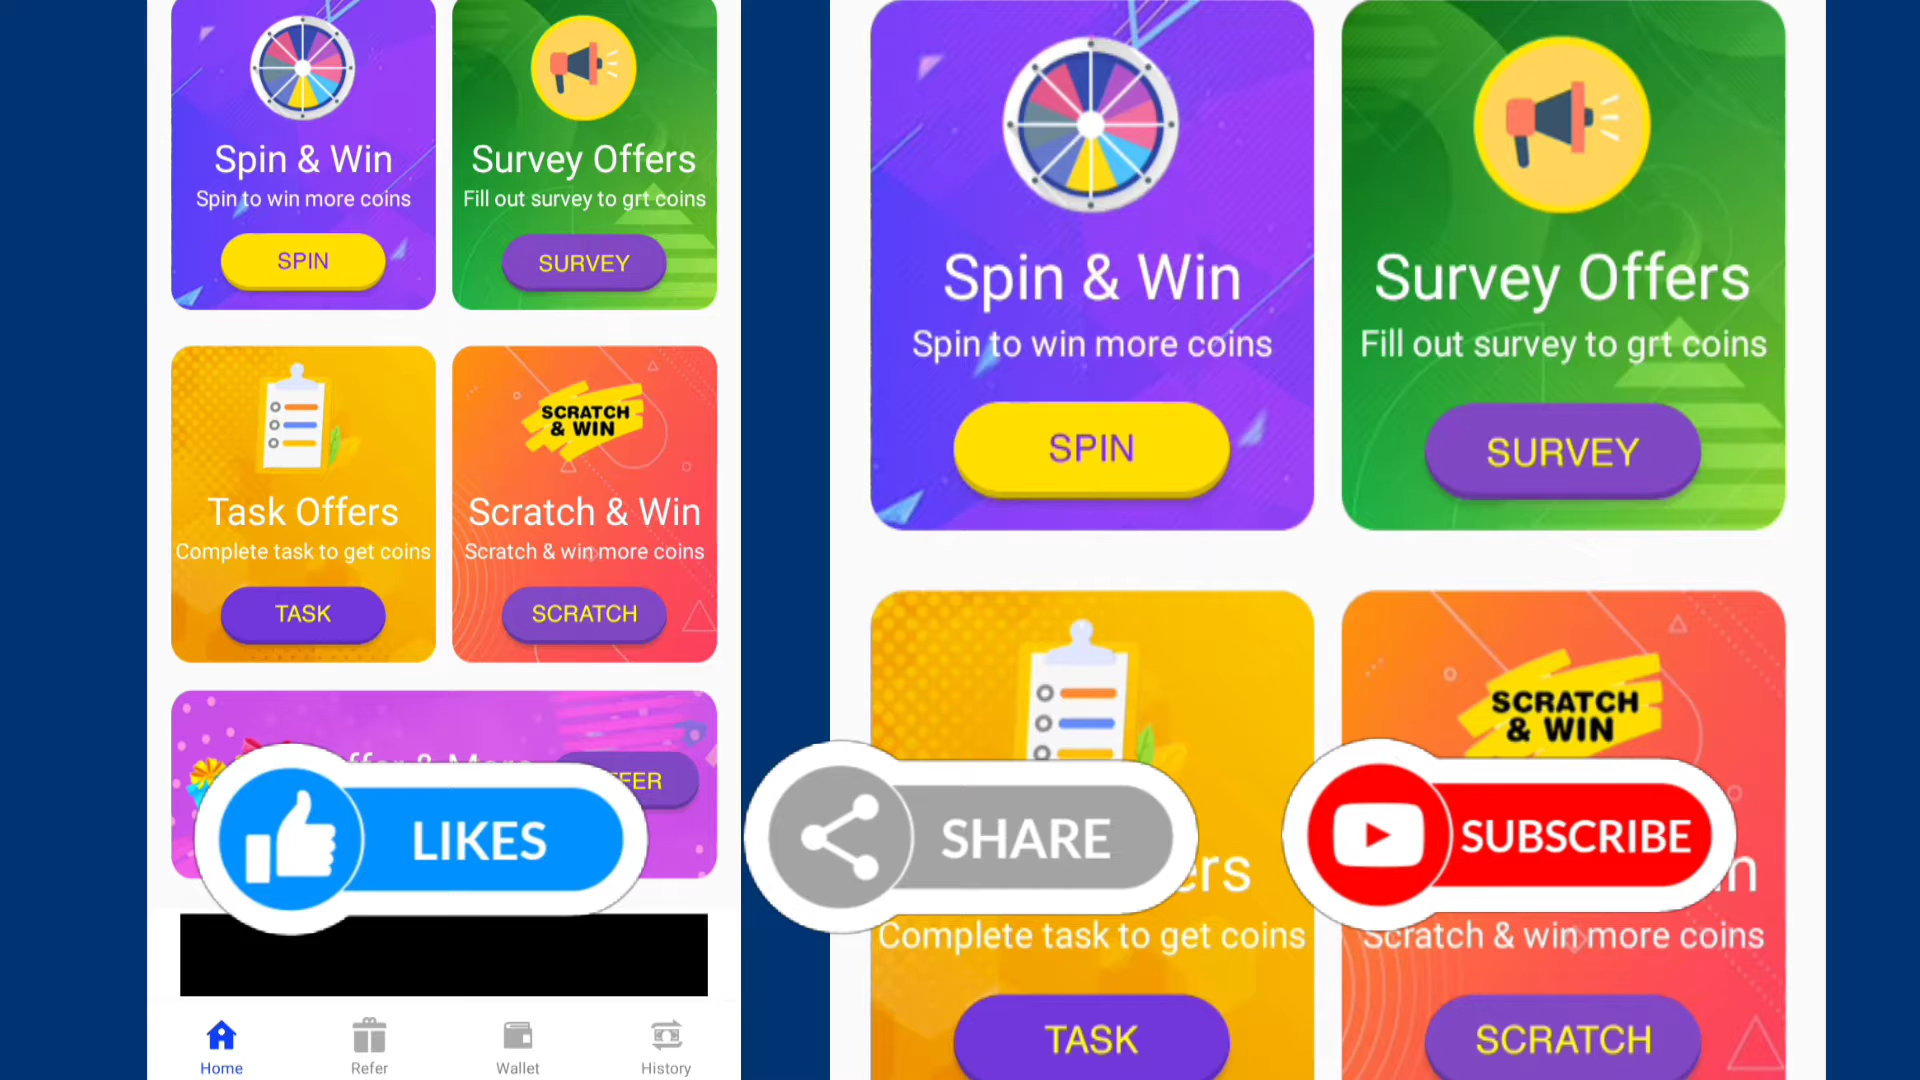 Spin & Win
Spin to win more coins
SPIN
Survey Offers
Fill out survey to grt coins
SURVEY
Task Offers
Complete task to get coins
TASK
SCRATCH
& WIN
Scratch & Win
Scratch & win more coins
SCRATCH
LIKES
Home
Refer
Wallet
History
Spin & Win
Spin to win more coins
SPIN
Survey Offers
Fill out survey to grt coins
SURVEY
SHARE
Complete task to get coins
TASK
SCRATCH
& WIN
SUBSCRIBE
Scratch & win more coins
SCRATCH